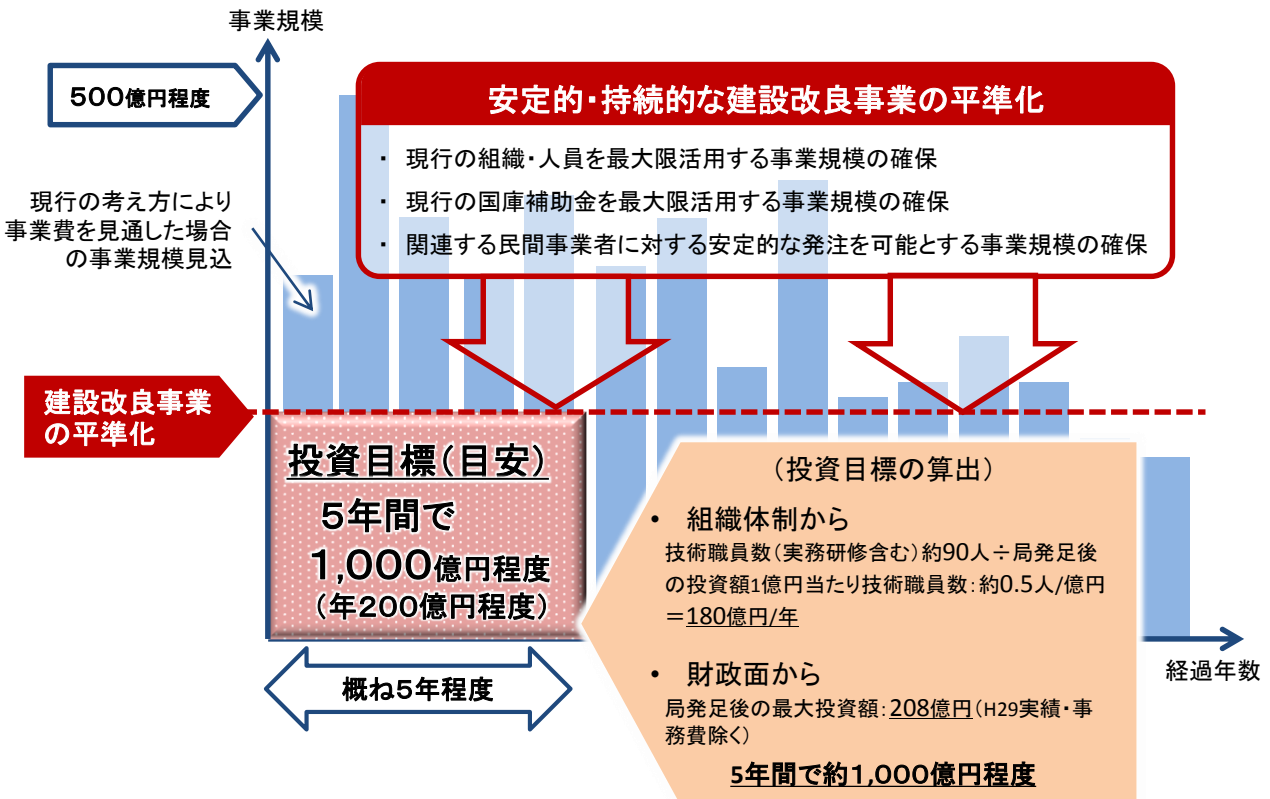 事業規模
500億円程度
安定的・持続的な建設改良事業の平準化
・ 現行の組織・人員を最大限活用する事業規模の確保
・ 現行の国庫補助金を最大限活用する事業規模の確保
・ 関連する民間事業者に対する安定的な発注を可能とする事業規模の確保
現行の考え方により
事業費を見通した場合
の事業規模見込
建設改良事業
の平準化
投資目標(目安)
5年間で
1,000億円程度
(年200億円程度)
概ね5年程度
(投資目標の算出)
• 組織体制から
技術職員数(実務研修含む)約90人÷局発足後
の投資額1億円当たり技術職員数:約0.5人/億円
=180億円/年
• 財政面から
局発足後の最大投資額:208億円(H29実績・事
務費除く)
5年間で約1,000億円程度
経過年数